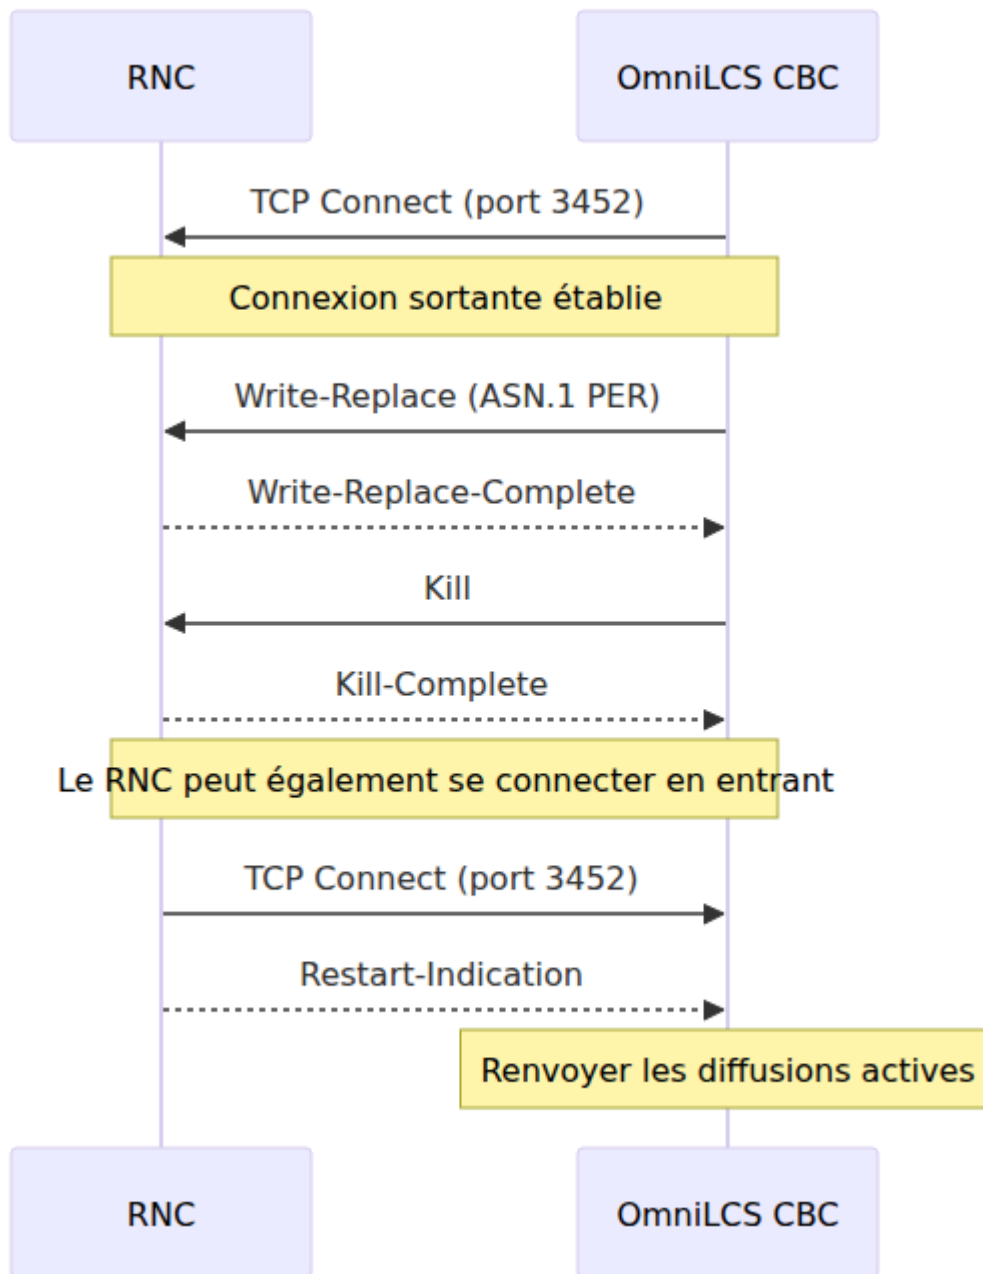 RNC
OmniLCS CBC
TCP Connect (port 3452)
Connexion sortante établie
Write-Replace (ASN.1 PER)
Write-Replace-Complete
Kill
Kill-Complete
Le RNC peut également se connecter en entrant
TCP Connect (port 3452)
Restart-Indication
Renvoyer les diffusions actives
RNC
OmniLCS CBC